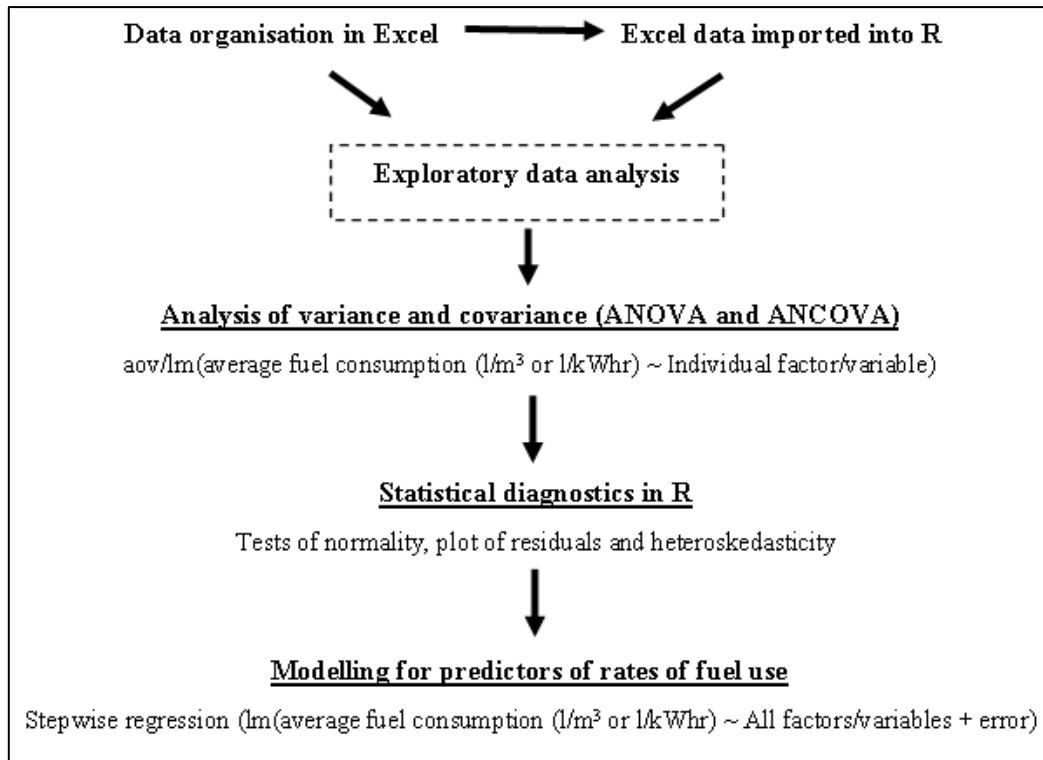 Data organisation in Excel
Excel data imported into R
Exploratory data analysis
Analysis of variance and covariance (ANOVA and ANCOVA)
aov/lm(average fuel consumption (l/m³ or l/kWhr) ~ Individual factor/variable)
Statistical diagnostics in R
Tests of normality, plot of residuals and heteroskedasticity
Modelling for predictors of rates of fuel use
Stepwise regression (lm(average fuel consumption (l/m³ or l/kWhr) ~ All factors/variables + error)